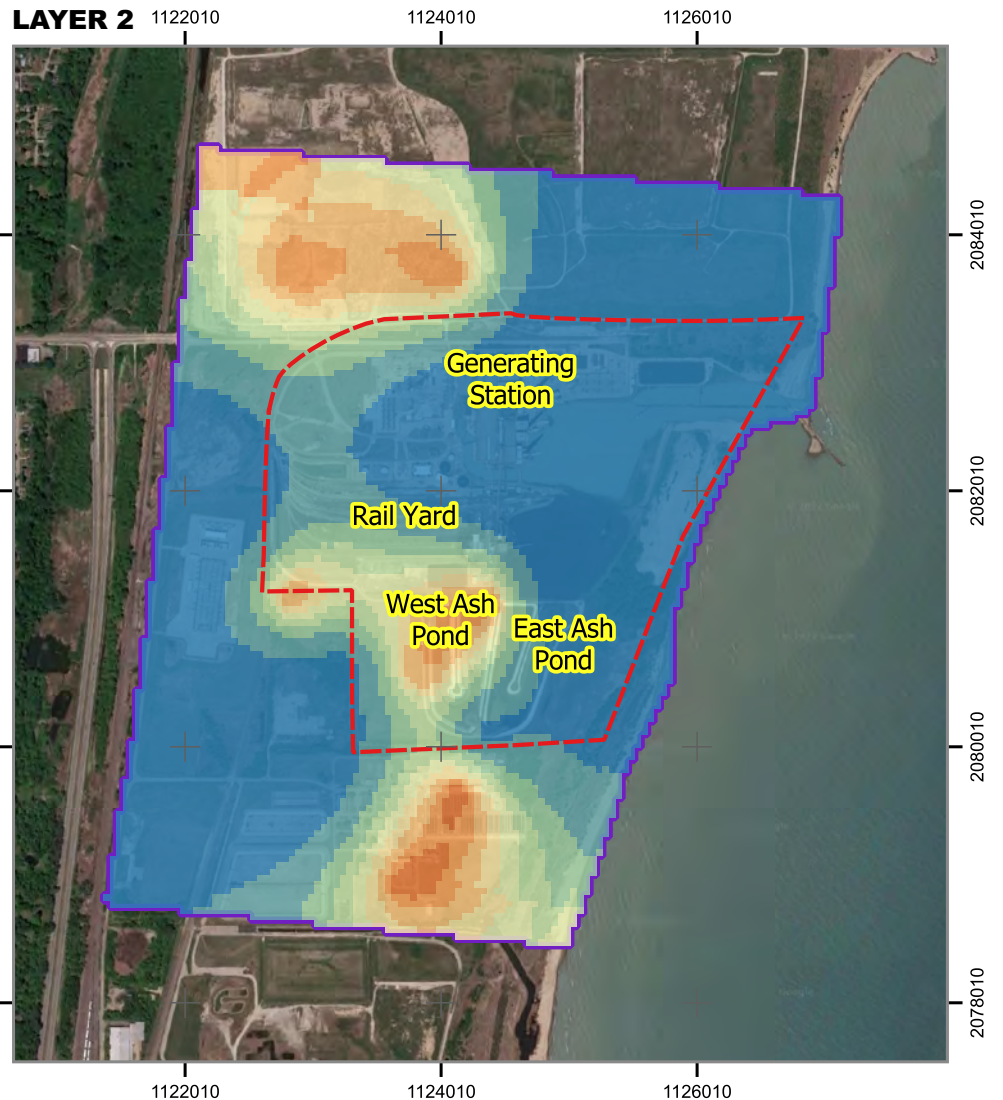 LAYER 2
1122010
1124010
1126010
2084010
Generating
Station
2082010
Rail Yard
West Ash
Pond
East Ash
Pond
2080010
2078010
1122010
1124010
1126010